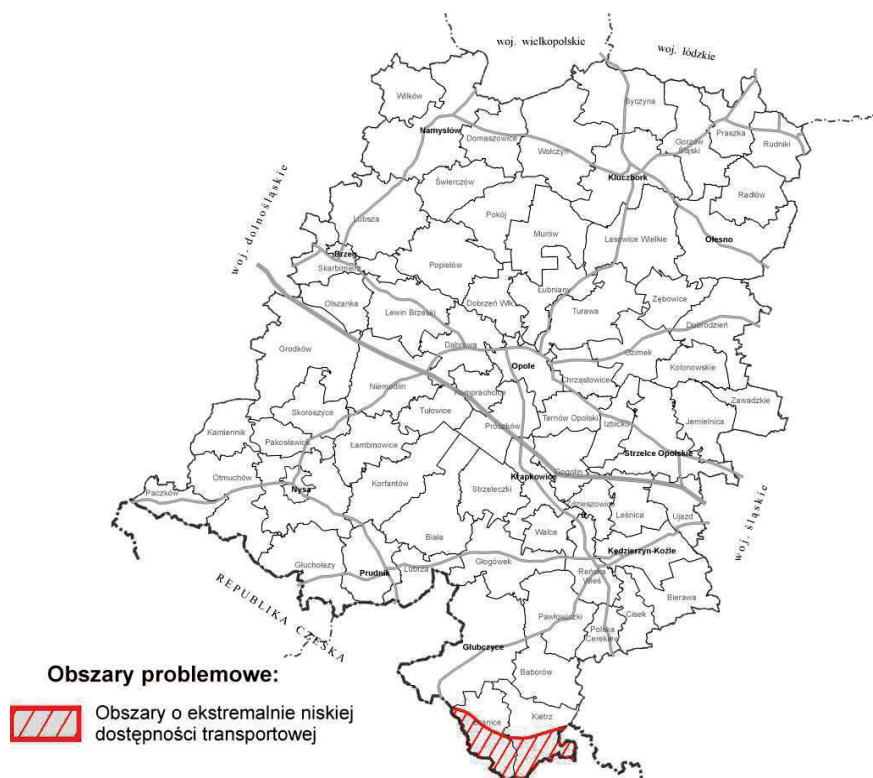 woj. wielkopolskie
woj. łódzkie
Wilków
Byczyna
Namysłów
Domaszowice
Gorzów
Śląski
Praszka
Rudniki
Wołczyn
Kluczbork
Świerczów
Radłów
Lubsza
Pokój
woj. dolnośląskie
Murów
Lasowice Wielkie
Olesno
Brzeg
Skarbimierz
Popielów
Olszanka
Lewin Brzeski
Dobrzeń Wlk.
Łubniany
Turawa
Zębowice
Dobrodzień
Grodków
Dąbrowa
Opole
Ozimek
Kolonowskie
Niemodlin
Komprachcice
Chrząstowice
Zawadzkie
Skoroszyce
Tułowice
Prószków
Tarnów Opolski
Izbicko
Jemielnica
Kamiennik
Pakosławice
Łambinowice
Strzelce Opolskie
Gogolin
Paczków
Otmuchów
Nysa
Korfantów
Strzeleczki
Krapkowice
Zdzieszowice
Leśnica
Ujazd
woj. śląskie
Biała
Walce
Kędzierzyn-Koźle
Głuchołazy
Prudnik
Lubrza
Głogówek
Reńska
Wieś
Bierawa
REPUBLIKA CZESKA
Pawłowiczki
Cisek
Polska
Cerekiew
Głubczyce
Baborów
Kietrz
Obszary problemowe:
Obszary o ekstremalnie niskiej
dostępności transportowej